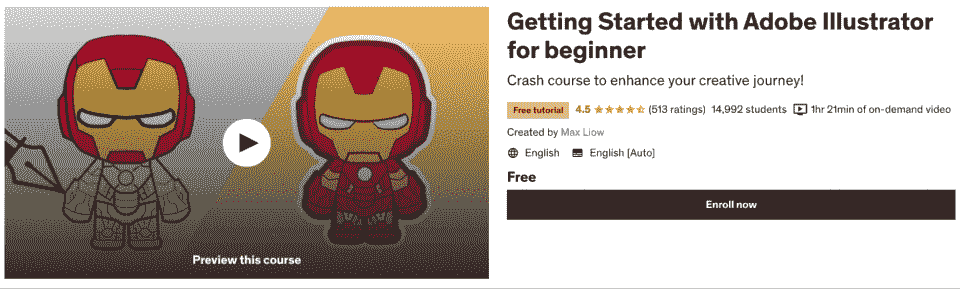 Getting Started with Adobe Illustrator
for beginner
Crash course to enhance your creative journey!
Free tutorial 4.5 (513 ratings) 14,992 students 1hr 21min of on-demand video
Created by Max Liow
English English [Auto]
Free
Enroll now
Preview this course